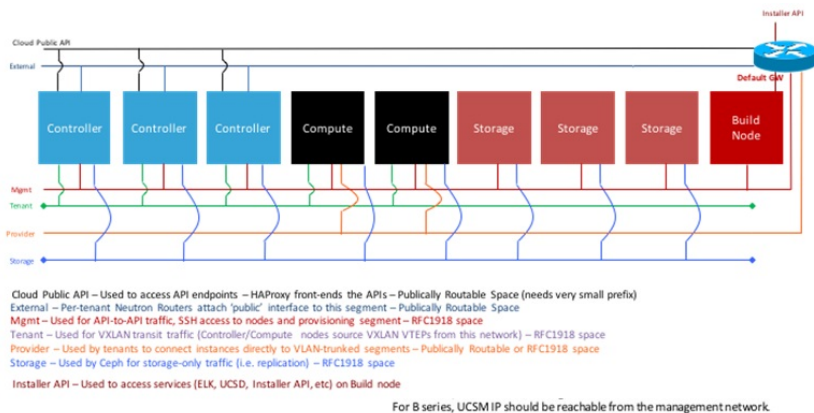 Installer API
Cloud Public API
External
Default GW
Controller
Controller
Controller
Compute
Compute
Storage
Storage
Storage
Build
Node
Mgmt
Tenant
Provider
Storage
Cloud Public API – Used to access API endpoints – HAProxy front-ends the APIs – Publically Routable Space (needs very small prefix)
External – Per-tenant Neutron Routers attach 'public' interface to this segment – Publically Routable Space
Mgmt – Used for API-to-API traffic, SSH access to nodes and provisioning segment – RFC1918 space
Tenant – Used for VXLAN transit traffic (Controller/Compute nodes source VXLAN VTEPs from this network) – RFC1918 space
Provider – Used by tenants to connect instances directly to VLAN-trunked segments – Publically Routable or RFC1918 space
Storage – Used by Ceph for storage-only traffic (i.e. replication) – RFC1918 space
Installer API – Used to access services (ELK, UCSD, Installer API, etc) on Build node
For B series, UCSM IP should be reachable from the management network.